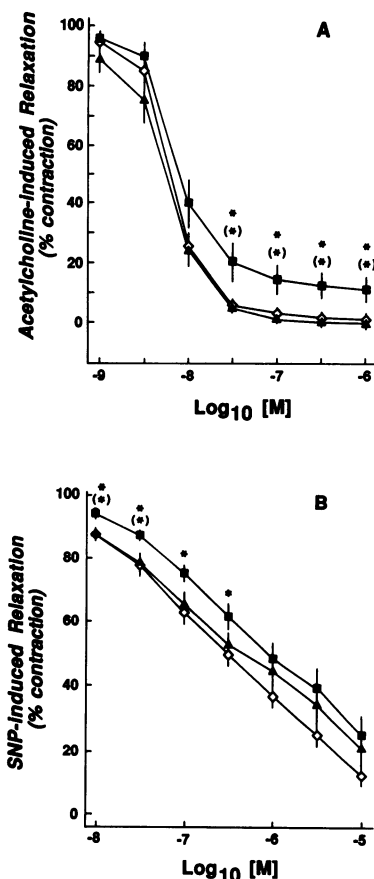 A
Acetylcholine-Induced Relaxation
(% contraction)
100
80
60
40
20
0
* * * *
(*) (*) (*) (*)
-9 -8 -7 -6
Log10 [M]
B
SNP-Induced Relaxation
(% contraction)
100
80
60
40
20
0
* * * *
(*) (*)
-8 -7 -6 -5
Log10 [M]